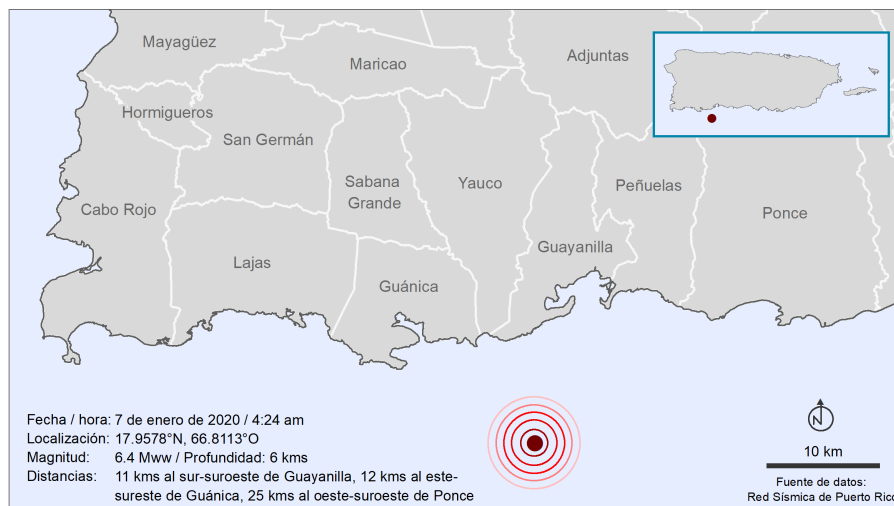 Mayagüez
Maricao
Adjuntas
Hormigueros
San Germán
Sabana
Grande
Yauco
Peñuelas
Cabo Rojo
Ponce
Guayanilla
Lajas
Guánica
Fecha / hora: 7 de enero de 2020 / 4:24 am
Localización: 17.9578°N, 66.8113°O
Magnitud: 6.4 Mww / Profundidad: 6 kms
Distancias: 11 kms al sur-suroeste de Guayanilla, 12 kms al este-
sureste de Guánica, 25 kms al oeste-suroeste de Ponce
N
10 km
Fuente de datos:
Red Sísmica de Puerto Rico